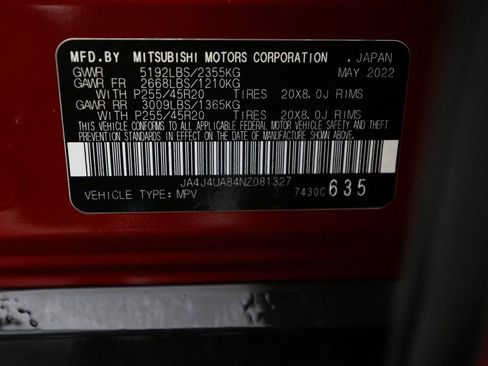 MFD.BY MITSUBISHI MOTORS CORPORATION , JAPAN
GVWR 5192LBS/2355KG MAY 2022
GAWR FR 2668LBS/1210KG
WITH P255/45R20 TIRES 20X8.0J RIMS
GAWR RR 3009LBS/1365KG
WITH P255/45R20 TIRES 20X8.0J RIMS
THIS VEHICLE CONFORMS TO ALL APPLICABLE FEDERAL MOTOR VEHICLE SAFETY AND THEFT
PREVENTION STANDARDS IN EFFECT ON THE DATE OF MANUFACTURE SHOWN ABOVE.
JA4J4UA84NZ081327
VEHICLE TYPE: MPV 7430C 635